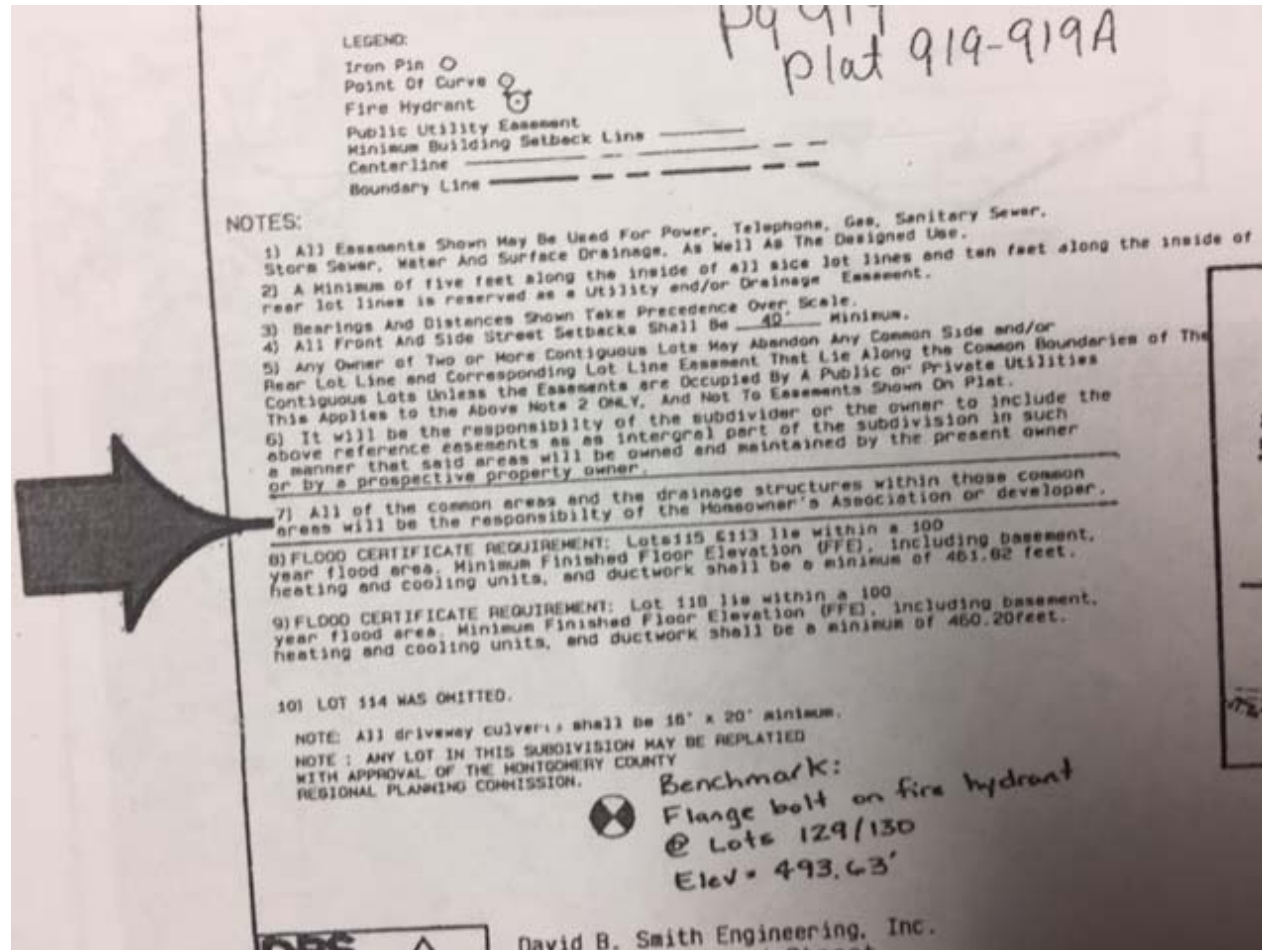 pg 919
plat 919-919A
LEGEND:
Iron Pin
Point Of Curve
Fire Hydrant
Public Utility Easement
Minimum Building Setback Line
Centerline
Boundary Line
NOTES:
1) All Easements Shown May Be Used For Power, Telephone, Gas, Sanitary Sewer,
Storm Sewer, Water And Surface Drainage, As Well As The Designed Use.
2) A Minimum of five feet along the inside of all side lot lines and ten feet along the inside of
rear lot lines is reserved as a Utility and/or Drainage Easement.
3) Bearings And Distances Shown Take Precedence Over Scale.
4) All Front And Side Street Setbacks Shall Be 40' Minimum.
5) Any Owner of Two or More Contiguous Lots May Abandon Any Common Side and/or
Rear Lot Line and Corresponding Lot Line Easement That Lie Along the Common Boundaries of The
Contiguous Lots Unless the Easements are Occupied By A Public or Private Utilities
This Applies to the Above Note 2 ONLY, And Not To Easements Shown On Plat.
6) It will be the responsibilty of the subdivider or the owner to include the
above reference easements as as intergral part of the subdivision in such
a manner that said areas will be owned and maintained by the present owner
or by a prospective property owner.
7) All of the common areas and the drainage structures within those common
areas will be the responsibilty of the Homeowner's Association or developer.
8) FLOOD CERTIFICATE REQUIREMENT: Lots115 &113 lie within a 100
year flood area. Minimum Finished Floor Elevation (FFE), including basement,
heating and cooling units, and ductwork shall be a minimum of 461.82 feet.
9) FLOOD CERTIFICATE REQUIREMENT: Lot 118 lie within a 100
year flood area. Minimum Finished Floor Elevation (FFE), including basement,
heating and cooling units, and ductwork shall be a minimum of 460.20feet.
10) LOT 114 WAS OMITTED.
NOTE: All driveway shall be 18" x 20' minimum.
NOTE : ANY LOT IN THIS SUBDIVISION MAY BE REPLATIED
WITH APPROVAL OF THE MONTGOMERY COUNTY
REGIONAL PLANNING COMMISSION.
Benchmark:
Flange bolt on fire hydrant
@ Lots 129/130
Elev = 493.63'
DBS
David B. Smith Engineering, Inc.
Street